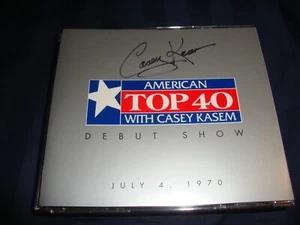 Casey Kasem
AMERICAN
TOP 40
WITH CASEY KASEM
DEBUT SHOW
JULY 4, 1970